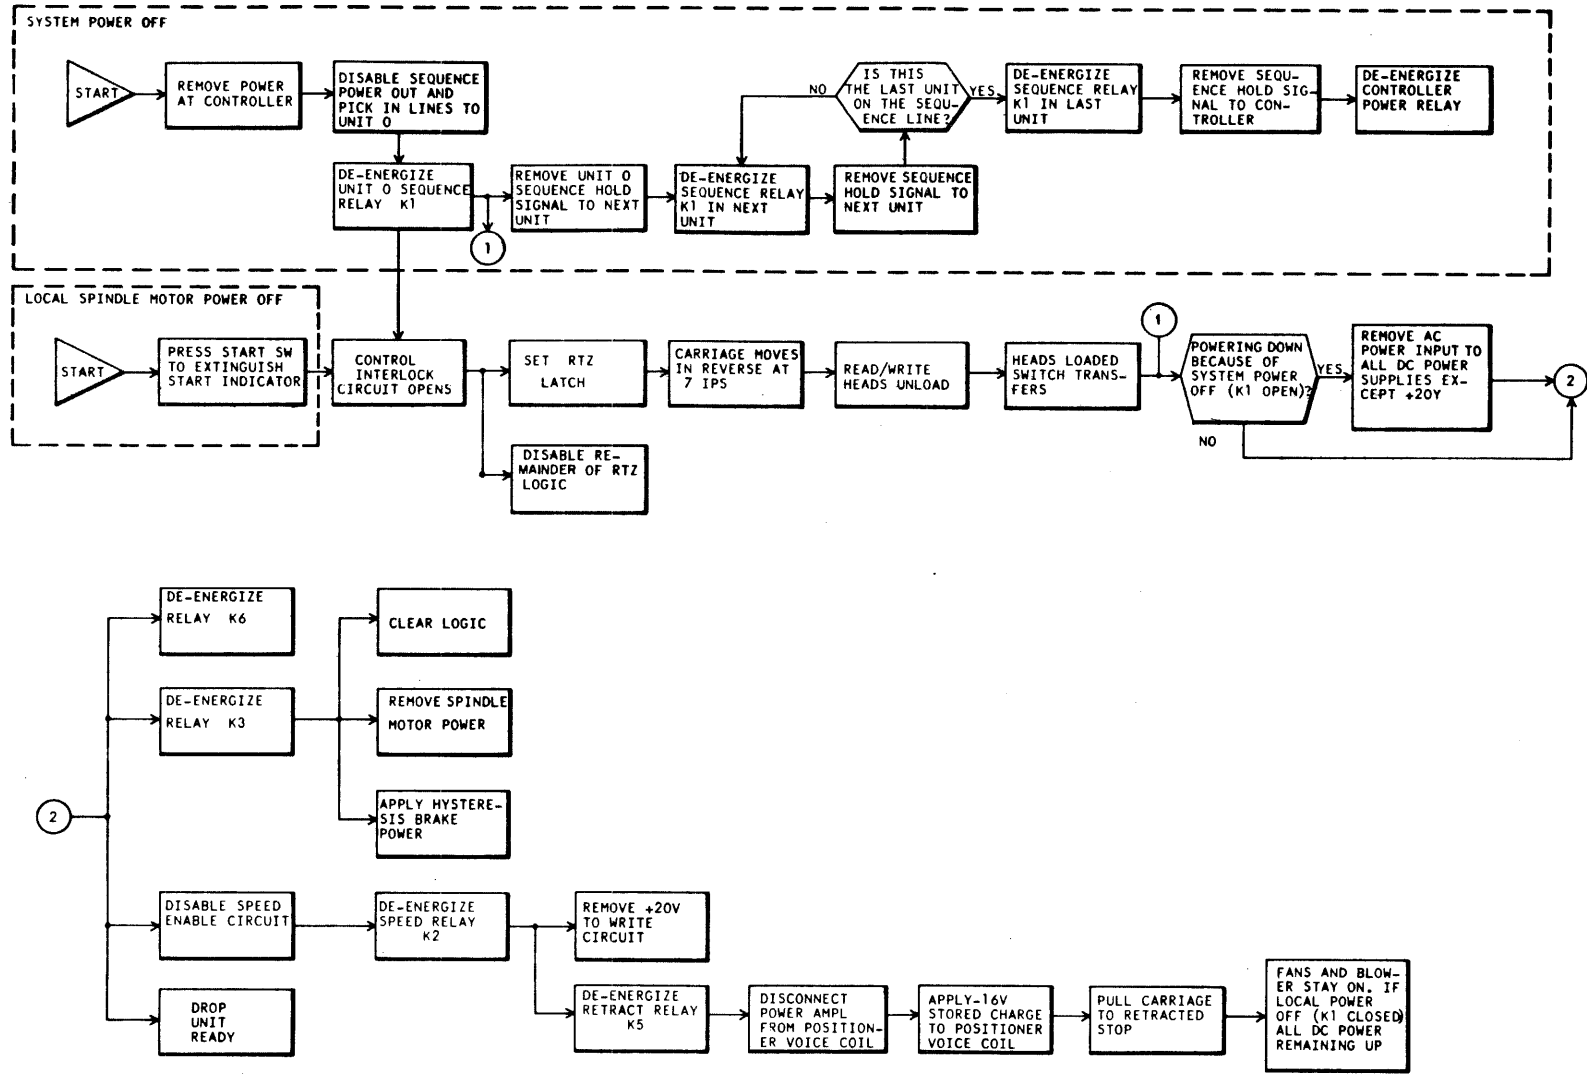 SYSTEM POWER OFF
START
REMOVE POWER
AT CONTROLLER
DISABLE SEQUENCE
POWER OUT AND
PICK IN LINES TO
UNIT 0
NO
IS THIS
THE LAST UNIT
ON THE SEQU-
ENCE LINE?
YES
DE-ENERGIZE
SEQUENCE RELAY
K1 IN LAST
UNIT
REMOVE SEQU-
ENCE HOLD SIG-
NAL TO CON-
TROLLER
DE-ENERGIZE
CONTROLLER
POWER RELAY
DE-ENERGIZE
UNIT 0 SEQUENCE
RELAY K1
1
REMOVE UNIT 0
SEQUENCE HOLD
SIGNAL TO NEXT
UNIT
DE-ENERGIZE
SEQUENCE RELAY
K1 IN NEXT
UNIT
REMOVE SEQUENCE
HOLD SIGNAL TO
NEXT UNIT
LOCAL SPINDLE MOTOR POWER OFF
START
PRESS START SW
TO EXTINGUISH
START INDICATOR
CONTROL
INTERLOCK
CIRCUIT OPENS
SET RTZ
LATCH
CARRIAGE MOVES
IN REVERSE AT
7 IPS
READ/WRITE
HEADS UNLOAD
HEADS LOADED
SWITCH TRANS-
FERS
1
POWERING DOWN
BECAUSE OF
SYSTEM POWER
OFF (K1 OPEN)?
YES
NO
REMOVE AC
POWER INPUT TO
ALL DC POWER
SUPPLIES EX-
CEPT +20Y
2
DISABLE RE-
MAINDER OF RTZ
LOGIC
2
DE-ENERGIZE
RELAY K6
DE-ENERGIZE
RELAY K3
CLEAR LOGIC
REMOVE SPINDLE
MOTOR POWER
APPLY HYSTERE-
SIS BRAKE
POWER
DISABLE SPEED
ENABLE CIRCUIT
DE-ENERGIZE
SPEED RELAY
K2
REMOVE +20V
TO WRITE
CIRCUIT
DROP
UNIT
READY
DE-ENERGIZE
RETRACT RELAY
K5
DISCONNECT
POWER AMPL
FROM POSITION-
ER VOICE COIL
APPLY-16V
STORED CHARGE
TO POSITIONER
VOICE COIL
PULL CARRIAGE
TO RETRACTED
STOP
FANS AND BLOW-
ER STAY ON. IF
LOCAL POWER
OFF (K1 CLOSED)
ALL DC POWER
REMAINING UP